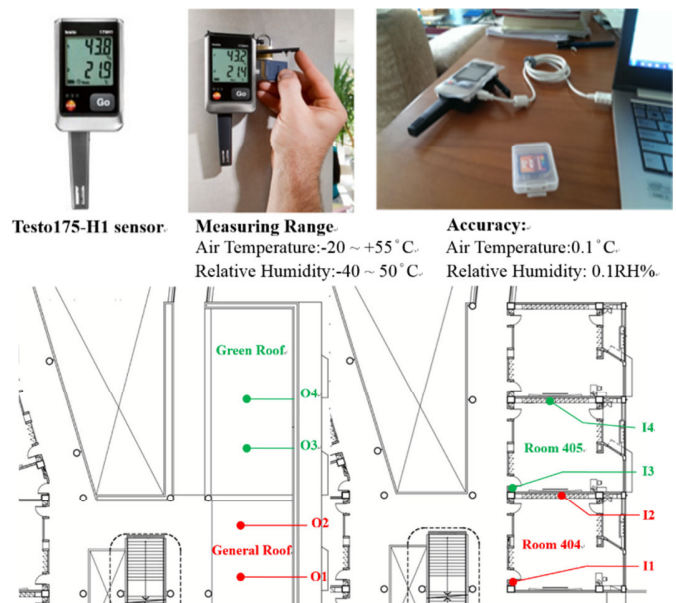 testo
43.8
21.9
Go
43.2
21.4
Go
Testo175-H1 sensor
Measuring Range
Air Temperature:-20 ~ +55°C
Relative Humidity:-40 ~ 50°C
Accuracy:
Air Temperature:0.1°C
Relative Humidity: 0.1RH%
Green Roof
O4
O3
O2
General Roof
O1
I4
Room 405
I3
I2
Room 404
I1